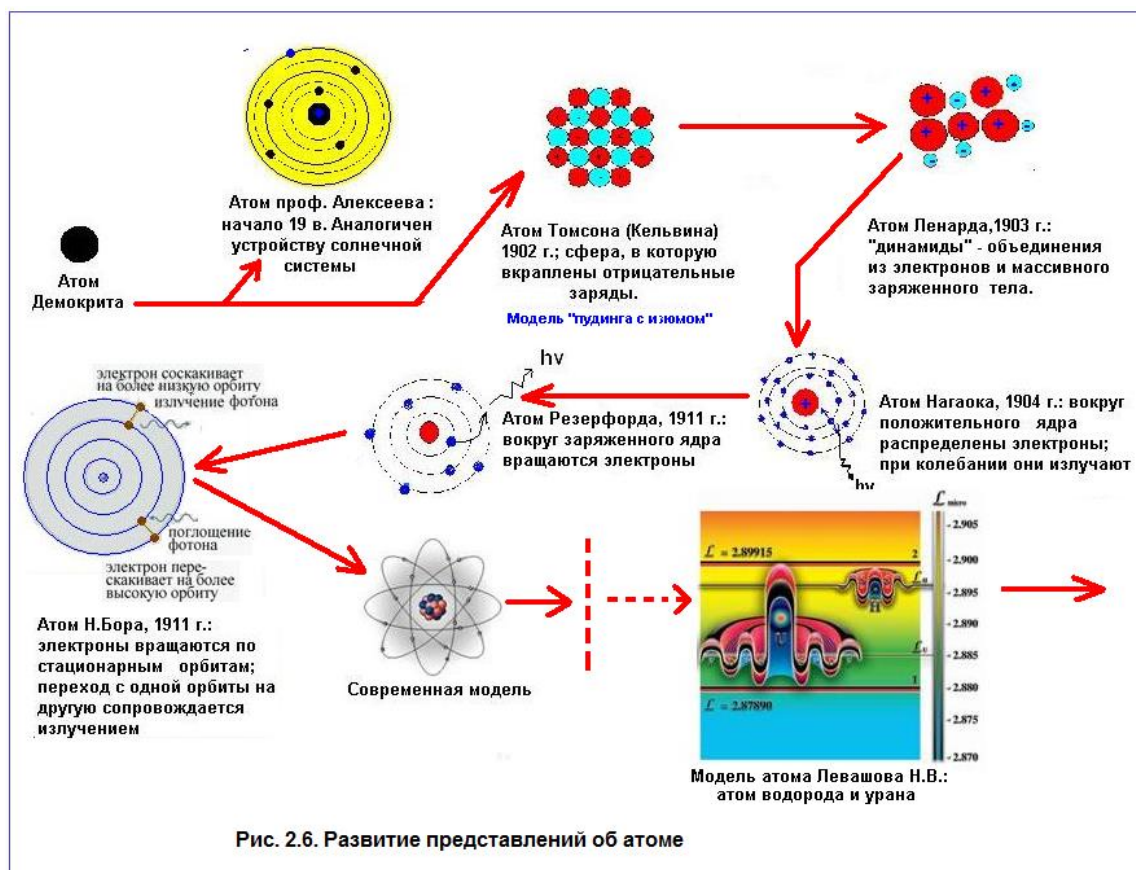 Атом проф. Алексеева :
начало 19 в. Аналогичен
устройству солнечной
системы
Атом
Демокрита
Атом Томсона (Кельвина)
1902 г.; сфера, в которую
вкраплены отрицательные
заряды.
Модель "пудинга с изюмом"
Атом Ленарда,1903 г.:
"динамиды" - объединения
из электронов и массивного
заряженного тела.
электрон соскакивает
на более низкую орбиту
излучение фотона
поглощение
фотона
электрон пере-
скакивает на более
высокую орбиту
Атом Н.Бора, 1911 г.:
электроны вращаются по
стационарным орбитам;
переход с одной орбиты на
другую сопровождается
излучением
hν
Атом Резерфорда, 1911 г.:
вокруг заряженного ядра
вращаются электроны
Атом Нагаока, 1904 г.: вокруг
положительного ядра
распределены электроны;
при колебании они излучают
hν
Современная модель
ℒ = 2.89915
2
ℒ = 2.87890
1
H
U
ℒ micro
- 2.905
- 2.900
- 2.895
- 2.890
- 2.885
- 2.880
- 2.875
- 2.870
Модель атома Левашова Н.В.:
атом водорода и урана
Рис. 2.6. Развитие представлений об атоме